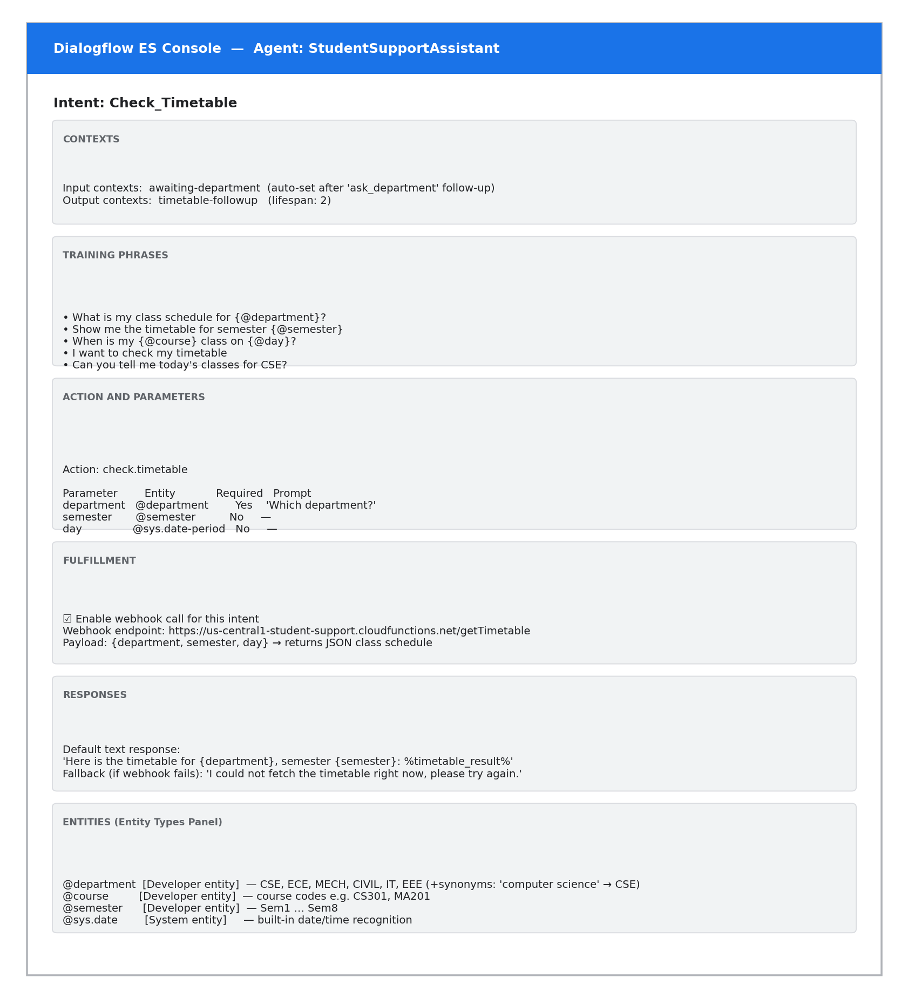 Dialogflow ES Console — Agent: StudentSupportAssistant
Intent: Check_Timetable
CONTEXTS
Input contexts: awaiting-department (auto-set after 'ask_department' follow-up)
Output contexts: timetable-followup (lifespan: 2)
TRAINING PHRASES
• What is my class schedule for {@department}?
• Show me the timetable for semester {@semester}
• When is my {@course} class on {@day}?
• I want to check my timetable
• Can you tell me today's classes for CSE?
ACTION AND PARAMETERS
Action: check.timetable
Parameter Entity Required Prompt
department @department Yes 'Which department?'
semester @semester No —
day @sys.date-period No —
FULFILLMENT
☑ Enable webhook call for this intent
Webhook endpoint: https://us-central1-student-support.cloudfunctions.net/getTimetable
Payload: {department, semester, day} → returns JSON class schedule
RESPONSES
Default text response:
'Here is the timetable for {department}, semester {semester}: %timetable_result%'
Fallback (if webhook fails): 'I could not fetch the timetable right now, please try again.'
ENTITIES (Entity Types Panel)
@department [Developer entity] — CSE, ECE, MECH, CIVIL, IT, EEE (+synonyms: 'computer science' → CSE)
@course [Developer entity] — course codes e.g. CS301, MA201
@semester [Developer entity] — Sem1 … Sem8
@sys.date [System entity] — built-in date/time recognition